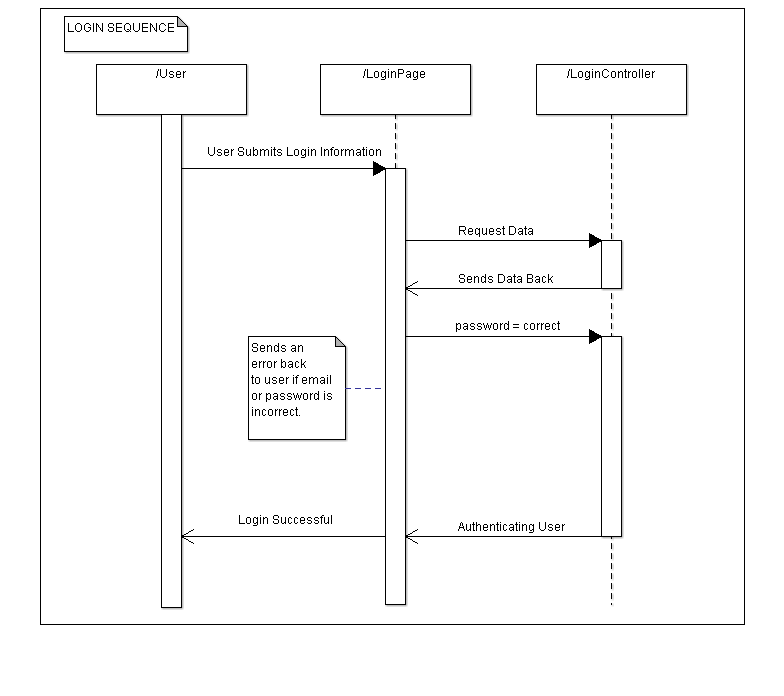 LOGIN SEQUENCE
/User
/LoginPage
/LoginController
User Submits Login Information
Request Data
Sends Data Back
password = correct
Sends an
error back
to user if email
or password is
incorrect.
Login Successful
Authenticating User